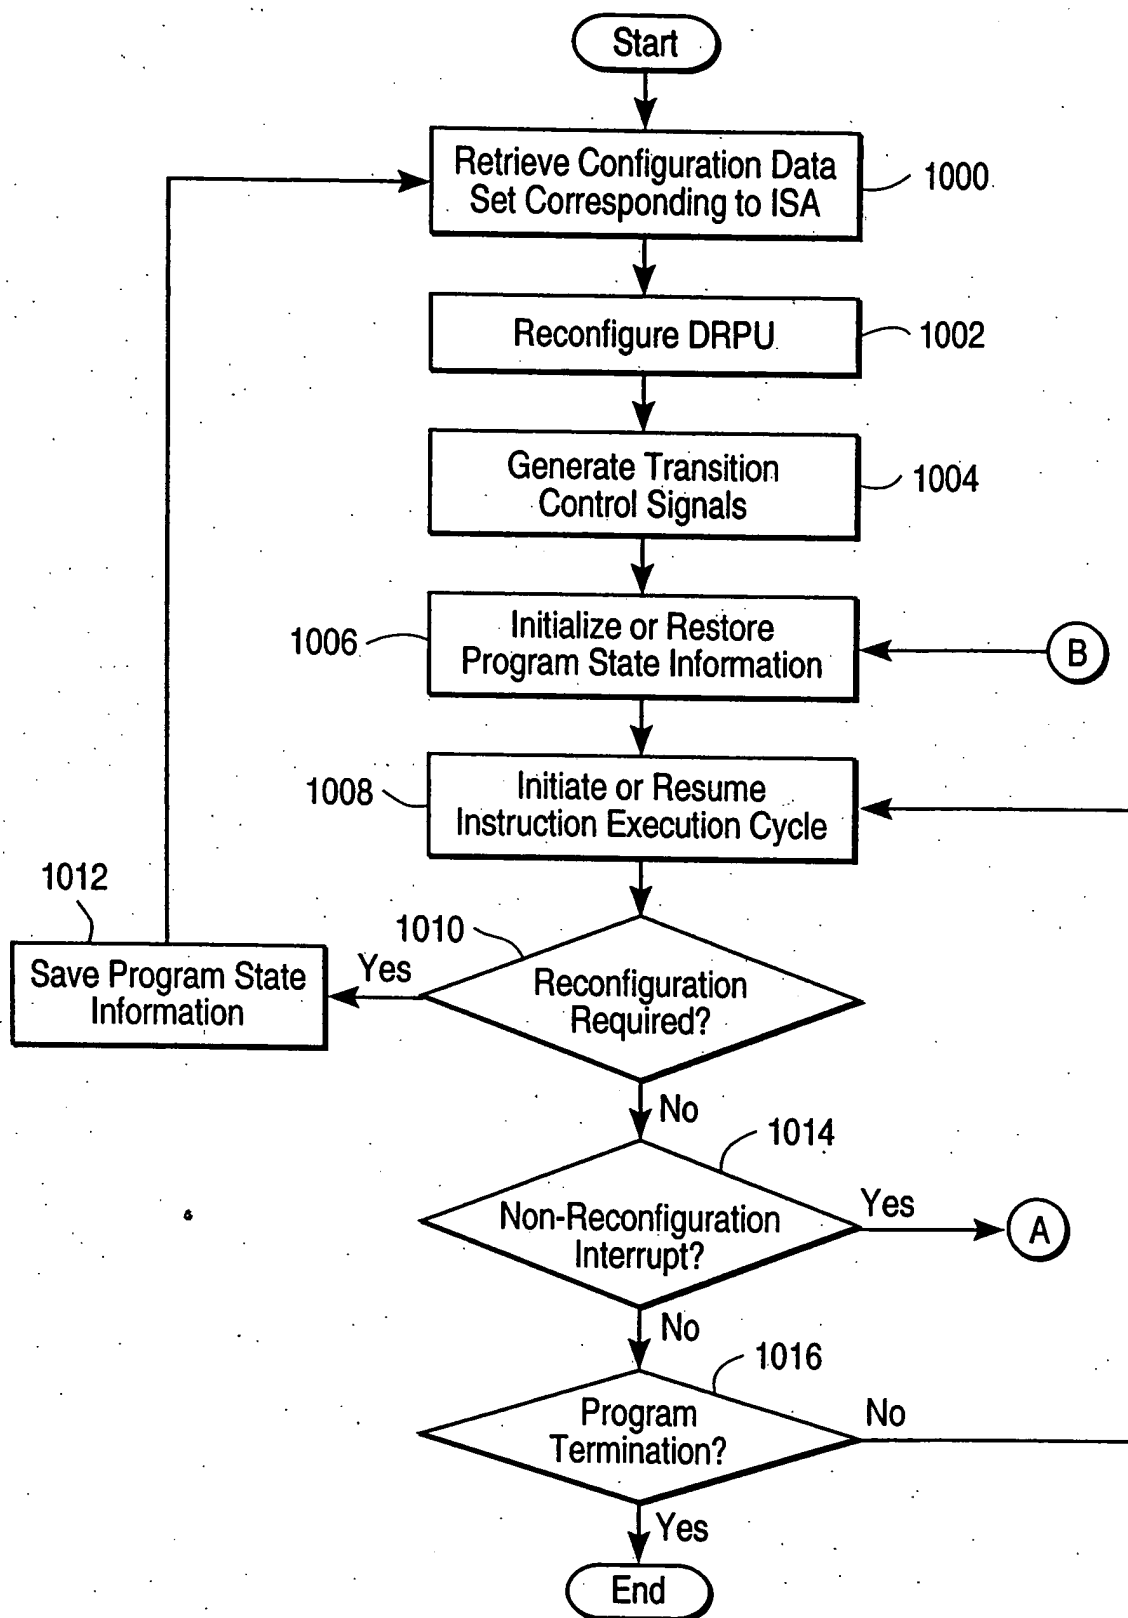 Start
Retrieve Configuration Data
Set Corresponding to ISA
1000
Reconfigure DRPU
1002
Generate Transition
Control Signals
1004
1006
Initialize or Restore
Program State Information
B
1008
Initiate or Resume
Instruction Execution Cycle
1012
Save Program State
Information
Yes
1010
Reconfiguration
Required?
No
1014
Non-Reconfiguration
Interrupt?
Yes
A
No
1016
Program
Termination?
No
Yes
End